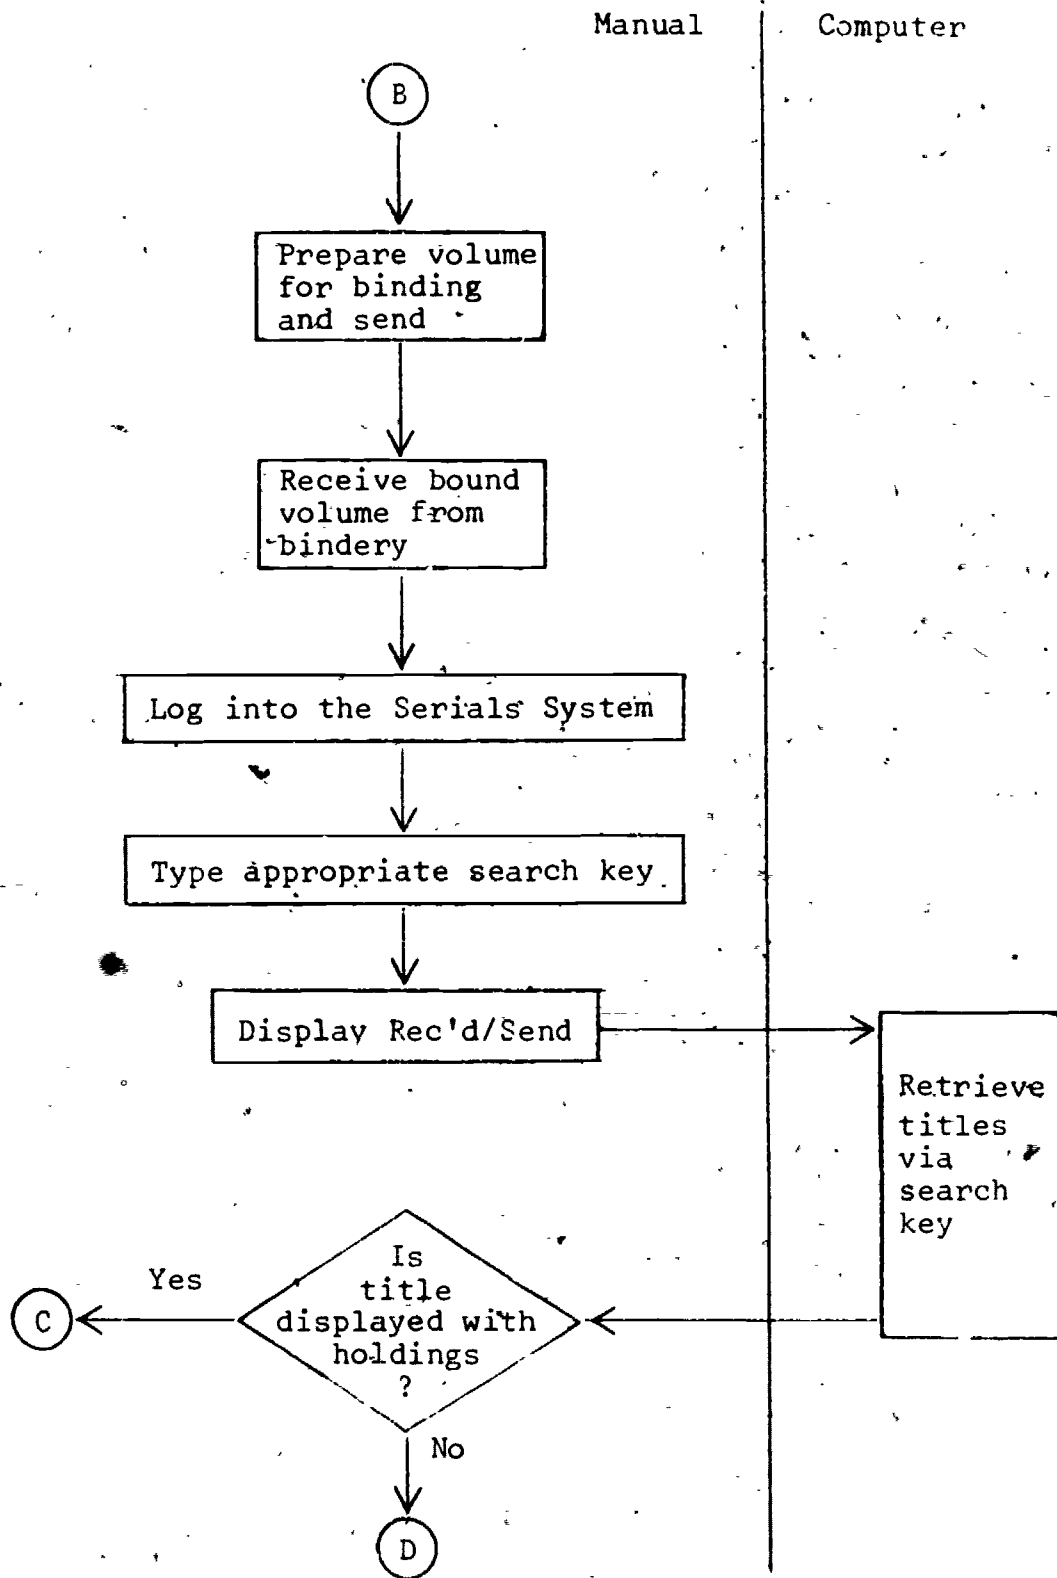 Manual
Computer
B
Prepare volume
for binding
and send
Receive bound
volume from
bindery
Log into the Serials System
Type appropriate search key
Display Rec'd/Send
Retrieve
titles
via
search
key
Is
title
displayed with
holdings
?
Yes
C
No
D